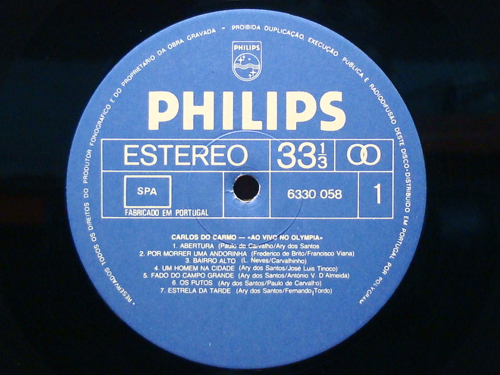 • RESERVADOS TODOS OS DIREITOS DO PRODUTOR FONOGRÁFICO E DO PROPRIETÁRIO DA OBRA GRAVADA • PROIBIDA DUPLICAÇÃO, EXECUÇÃO PÚBLICA E RADIODIFUSÃO DESTE DISCO • DISTRIBUÍDO EM PORTUGAL POR POLYGRAM
PHILIPS
PHILIPS
ESTEREO 33 1/3
SPA 6330 058 1
FABRICADO EM PORTUGAL
CARLOS DO CARMO — «AO VIVO NO OLYMPIA»
1. ABERTURA (Paulo de Carvalho/Ary dos Santos
2. POR MORRER UMA ANDORINHA (Frederico de Brito/Francisco Viana)
3. BAIRRO ALTO (L. Neves/Carvalhinho)
4. UM HOMEM NA CIDADE (Ary dos Santos/José Luis Tinoco)
5. FADO DO CAMPO GRANDE (Ary dos Santos/António V. D'Almeida)
6. OS PUTOS (Ary dos Santos/Paulo de Carvalho)
7. ESTRELA DA TARDE (Ary dos Santos/Fernando Tordo)